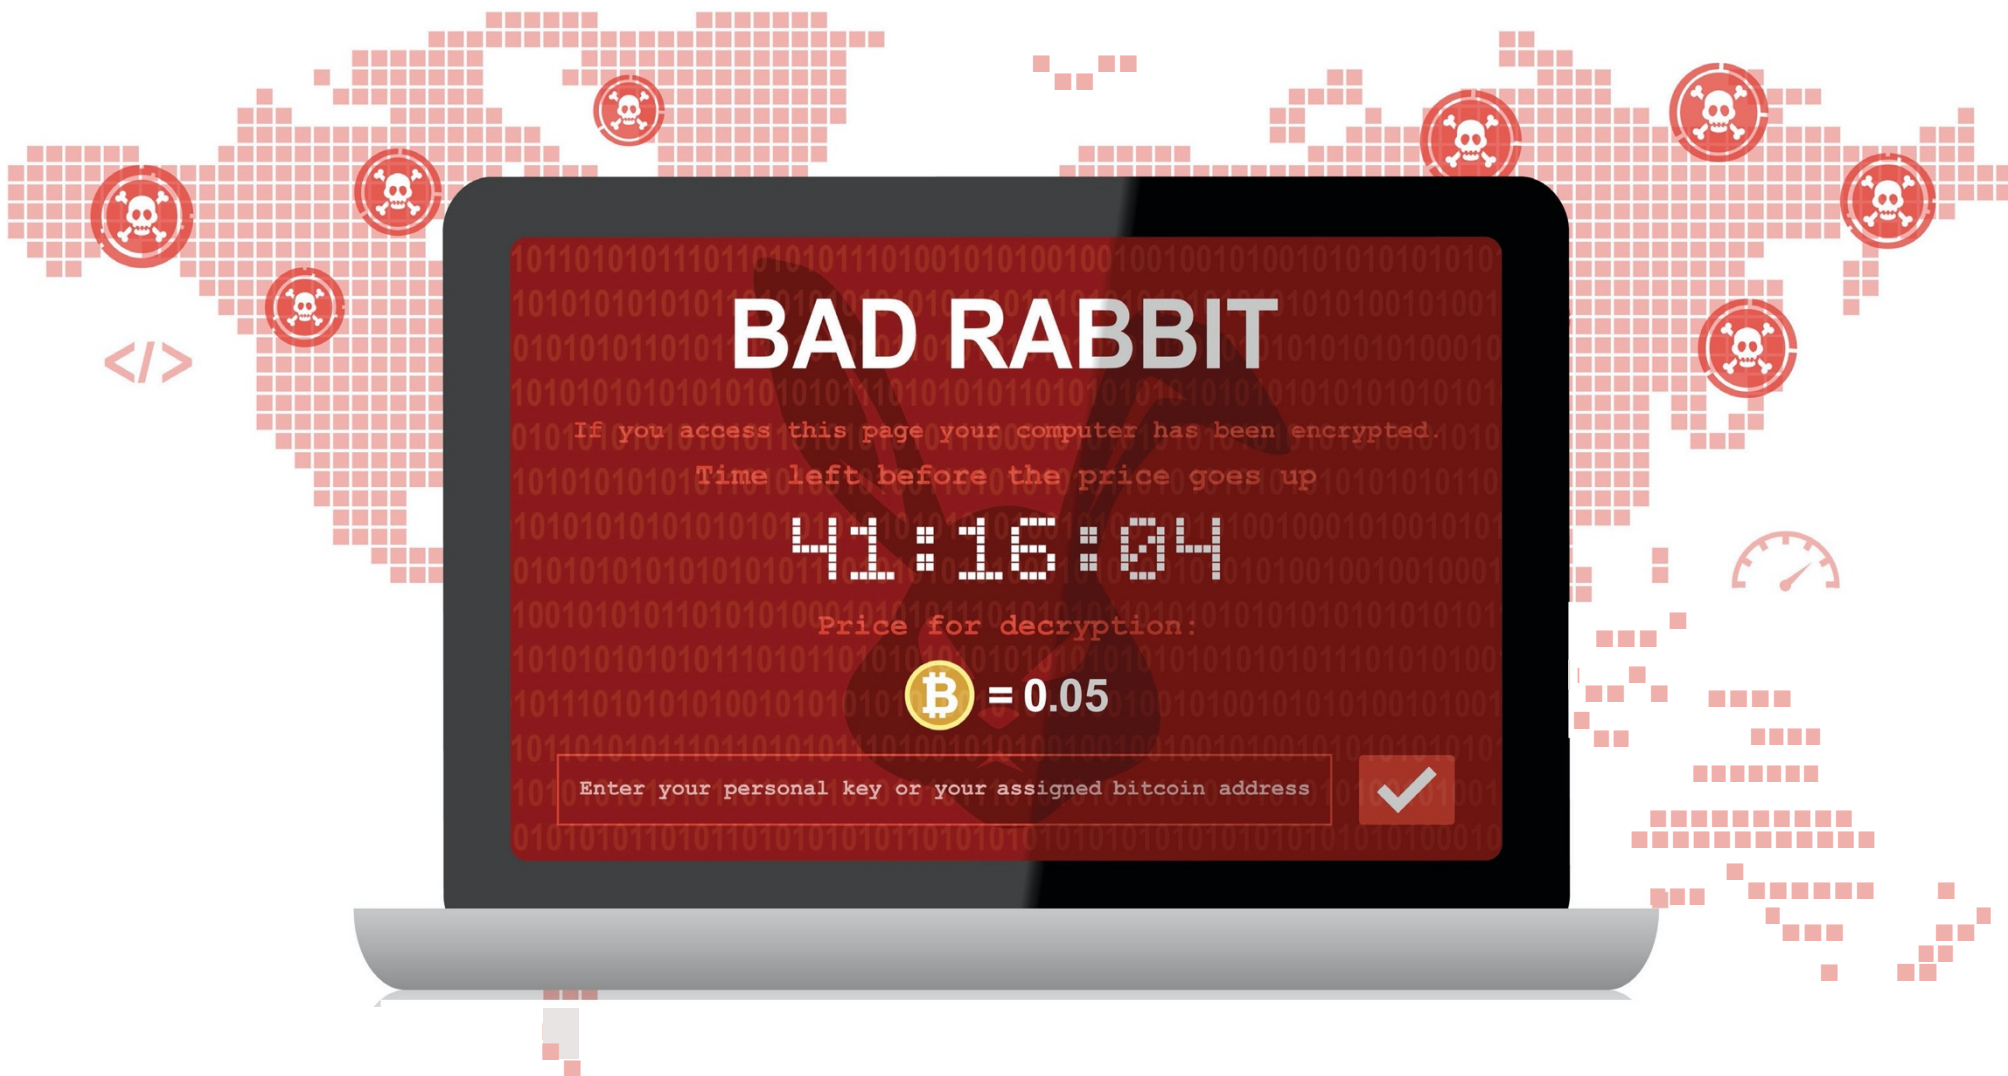 BAD RABBIT
If you access this page your computer has been encrypted.
Time left before the price goes up
41:16:04
Price for decryption:
₿ = 0.05
Enter your personal key or your assigned bitcoin address